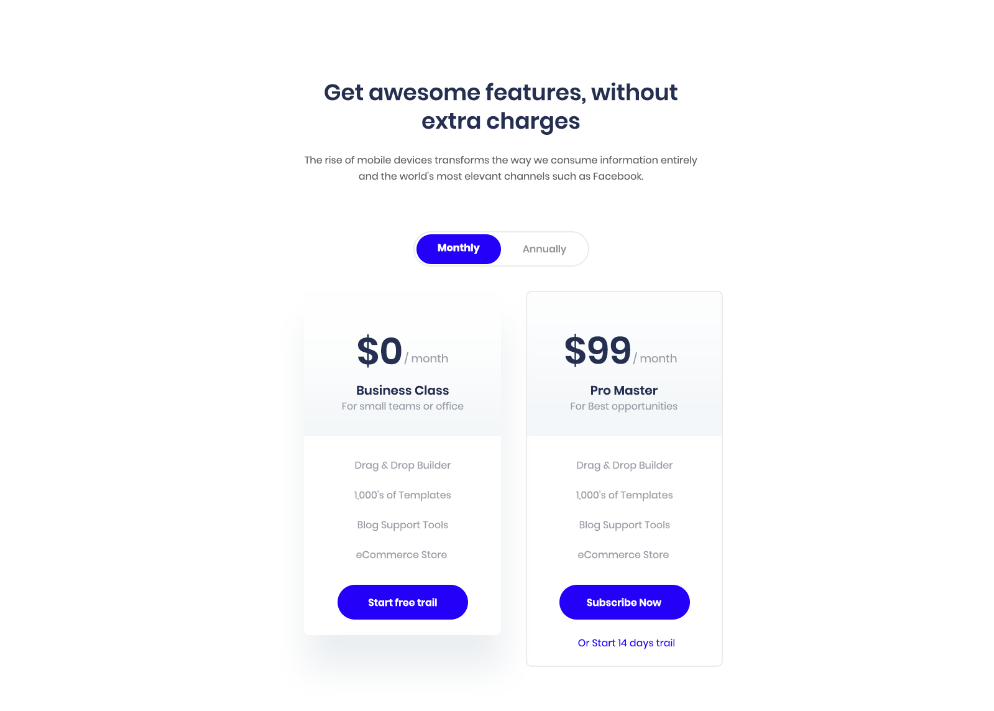 Get awesome features, without
extra charges
The rise of mobile devices transforms the way we consume information entirely
and the world's most elevant channels such as Facebook.
Monthly
Annually
$0 / month
Business Class
For small teams or office
Drag & Drop Builder
1,000's of Templates
Blog Support Tools
eCommerce Store
Start free trail
$99 / month
Pro Master
For Best opportunities
Drag & Drop Builder
1,000's of Templates
Blog Support Tools
eCommerce Store
Subscribe Now
Or Start 14 days trail